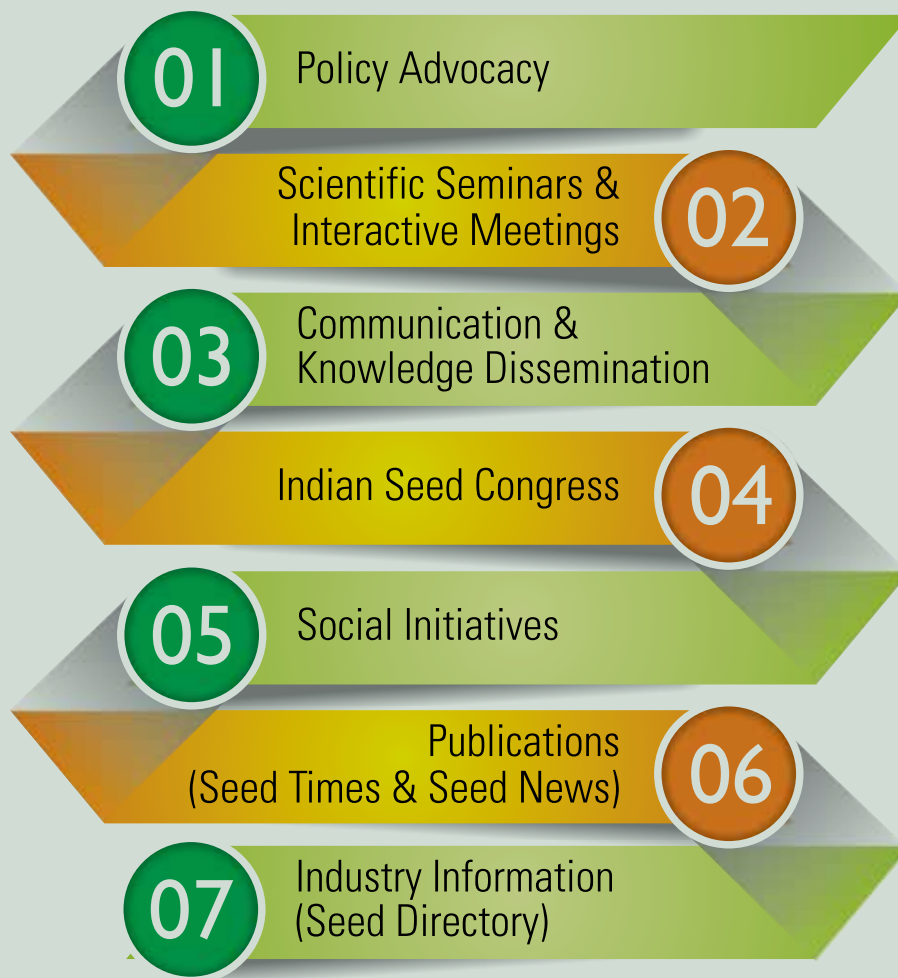 01 Policy Advocacy
Scientific Seminars &
Interactive Meetings
02
03
Communication &
Knowledge Dissemination
Indian Seed Congress 04
05 Social Initiatives
Publications
(Seed Times & Seed News)
06
07
Industry Information
(Seed Directory)